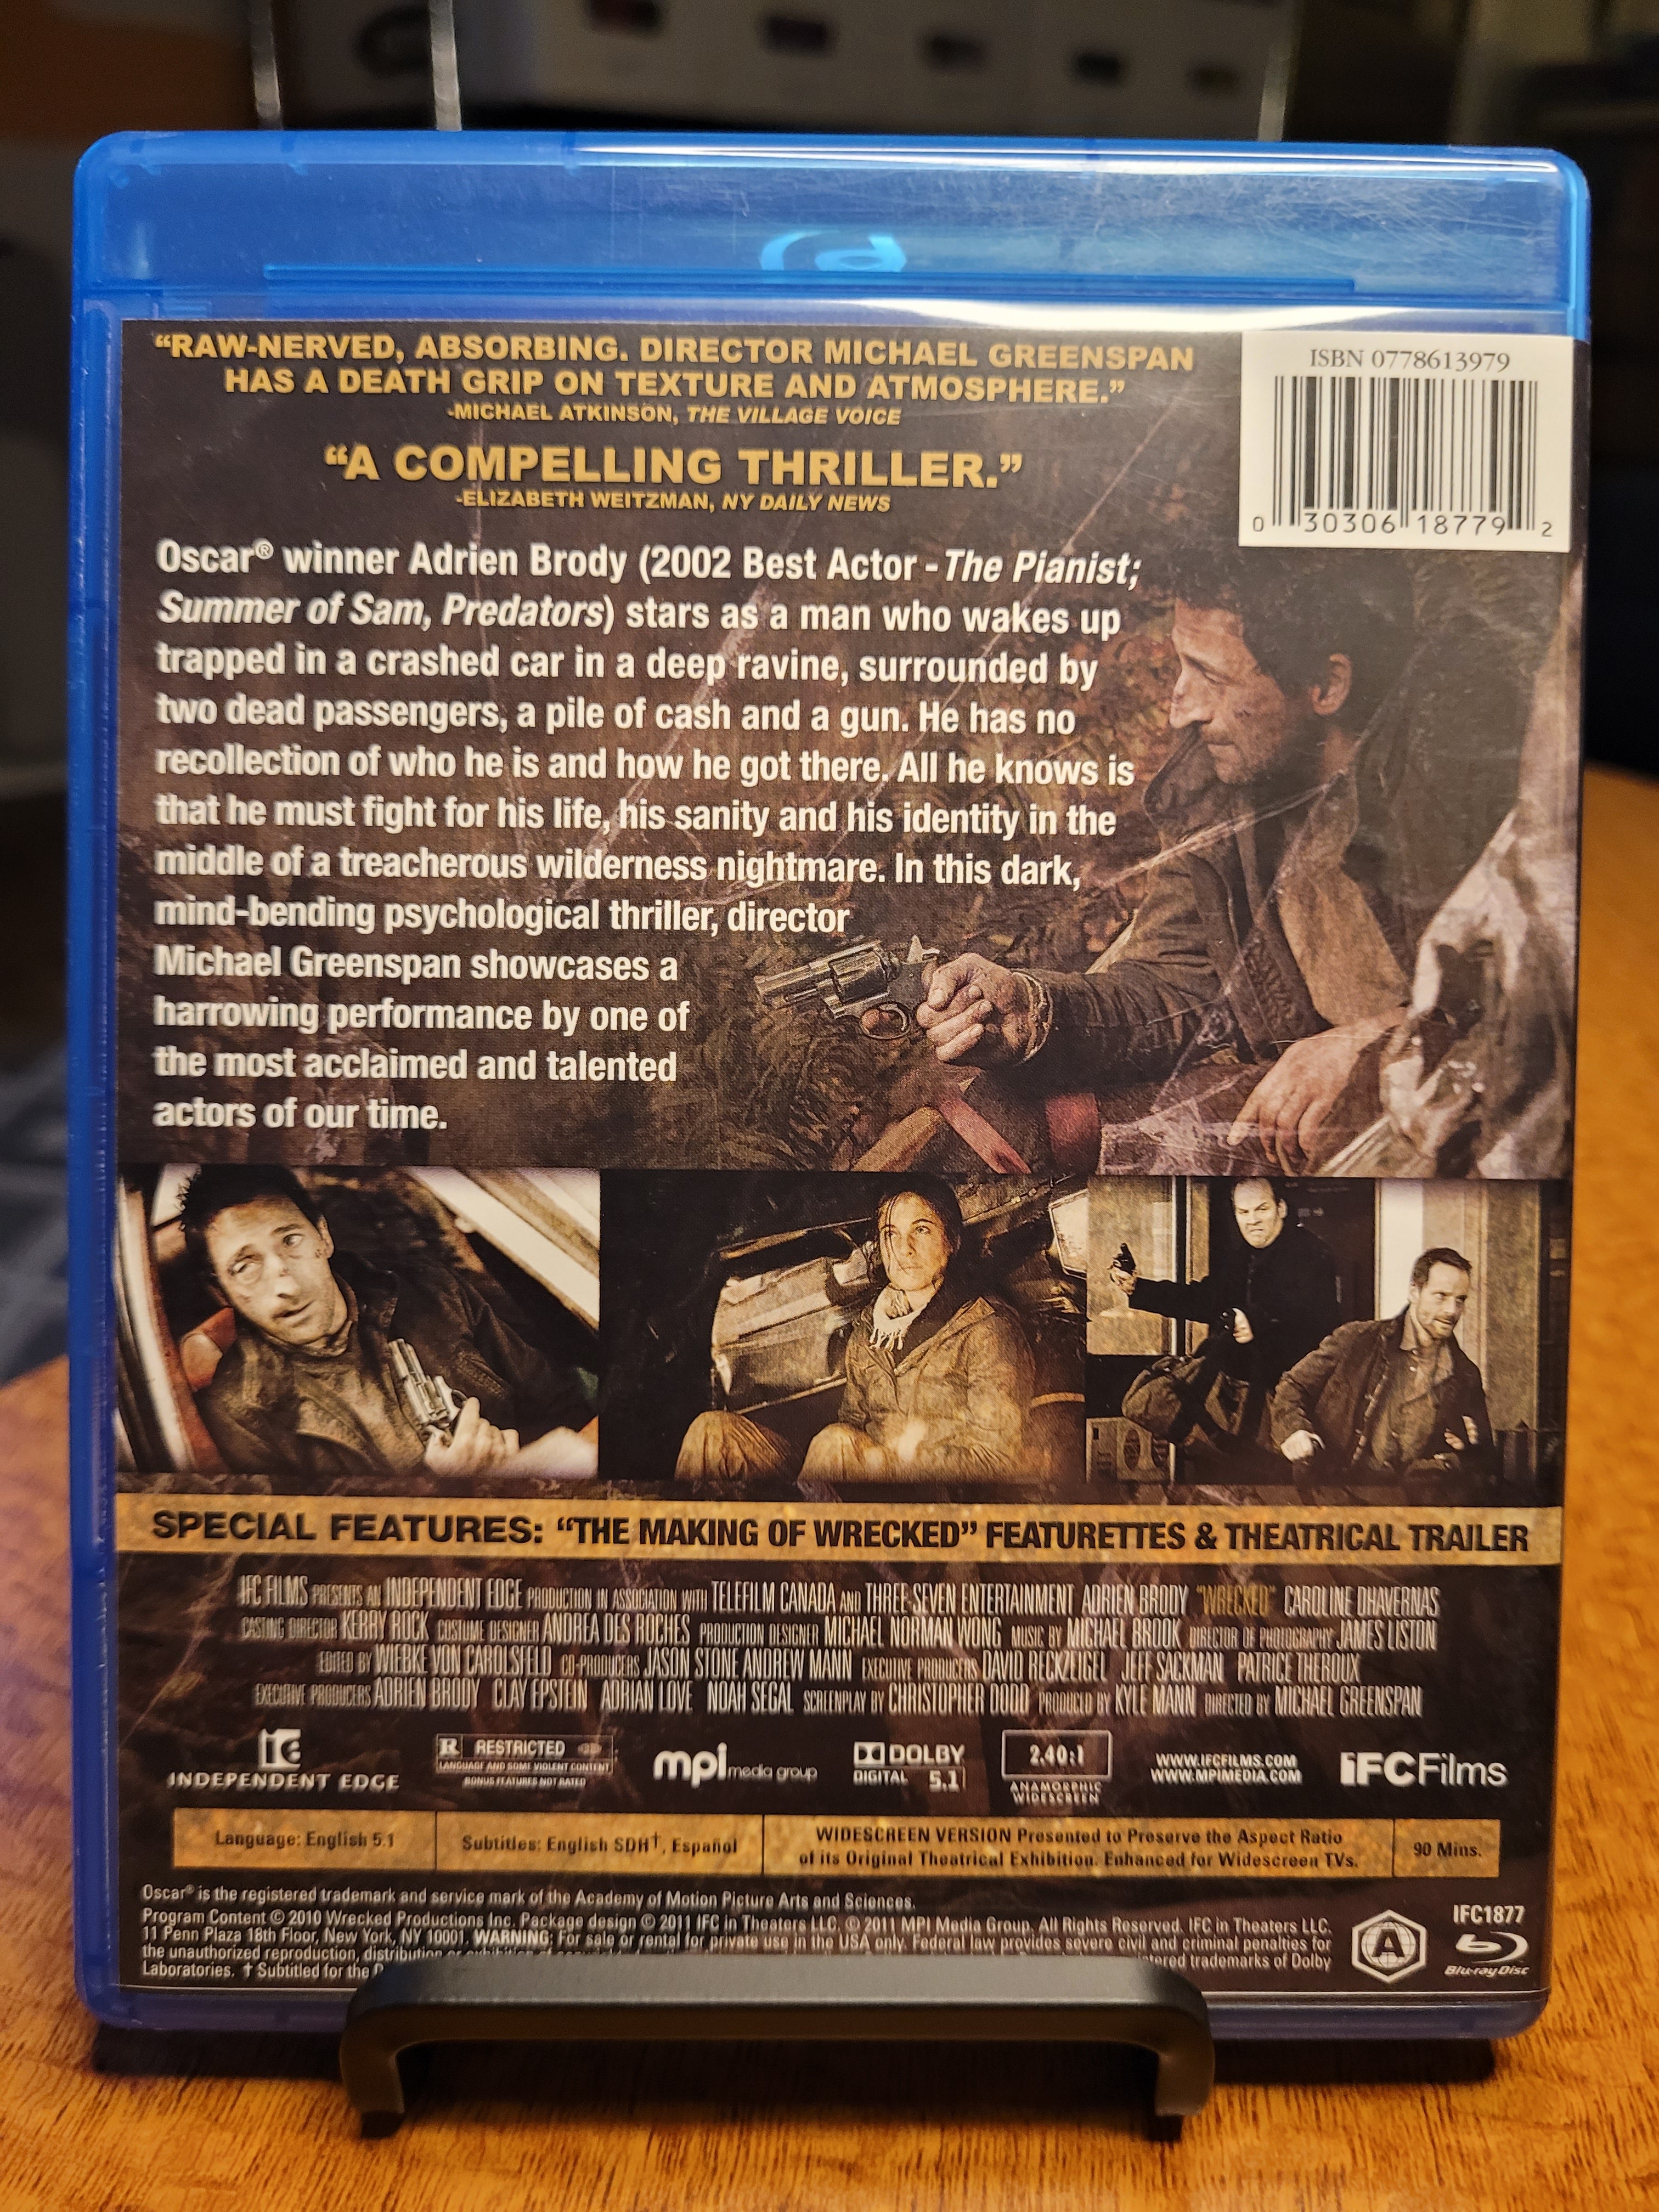 "RAW-NERVED, ABSORBING. DIRECTOR MICHAEL GREENSPAN
HAS A DEATH GRIP ON TEXTURE AND ATMOSPHERE."
-MICHAEL ATKINSON, THE VILLAGE VOICE
"A COMPELLING THRILLER."
-ELIZABETH WEITZMAN, NY DAILY NEWS
ISBN 0778613979
0 30306 18779 2
Oscar® winner Adrien Brody (2002 Best Actor - The Pianist;
Summer of Sam, Predators) stars as a man who wakes up
trapped in a crashed car in a deep ravine, surrounded by
two dead passengers, a pile of cash and a gun. He has no
recollection of who he is and how he got there. All he knows is
that he must fight for his life, his sanity and his identity in the
middle of a treacherous wilderness nightmare. In this dark,
mind-bending psychological thriller, director
Michael Greenspan showcases a
harrowing performance by one of
the most acclaimed and talented
actors of our time.
SPECIAL FEATURES: "THE MAKING OF WRECKED" FEATURETTES & THEATRICAL TRAILER
IFC FILMS PRESENTS AN INDEPENDENT EDGE PRODUCTION IN ASSOCIATION WITH TELEFILM CANADA AND THREE SEVEN ENTERTAINMENT ADRIEN BRODY "WRECKED" CAROLINE DHAVERNAS
CASTING DIRECTOR KERRY ROCK COSTUME DESIGNER ANDREA DES ROCHES PRODUCTION DESIGNER MICHAEL NORMAN WONG MUSIC BY MICHAEL BROOK DIRECTOR OF PHOTOGRAPHY JAMES LISTON
EDITED BY WIEBKE VON CAROLSFELD CO-PRODUCERS JASON STONE ANDREW MANN EXECUTIVE PRODUCERS DAVID RECKZEIGEL JEFF SACKMAN PATRICE THEROUX
EXECUTIVE PRODUCERS ADRIEN BRODY CLAY EPSTEIN ADRIAN LOVE NOAH SEGAL SCREENPLAY BY CHRISTOPHER DODD PRODUCED BY KYLE MANN DIRECTED BY MICHAEL GREENSPAN
IE
INDEPENDENT EDGE
R RESTRICTED
LANGUAGE AND SOME VIOLENT CONTENT
BONUS FEATURES NOT RATED
mpi media group
DOLBY
DIGITAL 5.1
2.40:1
ANAMORPHIC
WIDESCREEN
WWW.IFCFILMS.COM
WWW.MPIMEDIA.COM
IFCFilms
Language: English 5.1
Subtitles: English SDH†, Español
WIDESCREEN VERSION Presented to Preserve the Aspect Ratio
of its Original Theatrical Exhibition. Enhanced for Widescreen TVs.
90 Mins.
Oscar® is the registered trademark and service mark of the Academy of Motion Picture Arts and Sciences.
Program Content © 2010 Wrecked Productions Inc. Package design © 2011 IFC in Theaters LLC. © 2011 MPI Media Group. All Rights Reserved. IFC in Theaters LLC.
11 Penn Plaza 18th Floor, New York, NY 10001. WARNING: For sale or rental for private use in the USA only. Federal law provides severe civil and criminal penalties for
the unauthorized reproduction, distribution trademarks of Dolby
Laboratories. † Subtitled for the
A
IFC1877
Blu-ray Disc